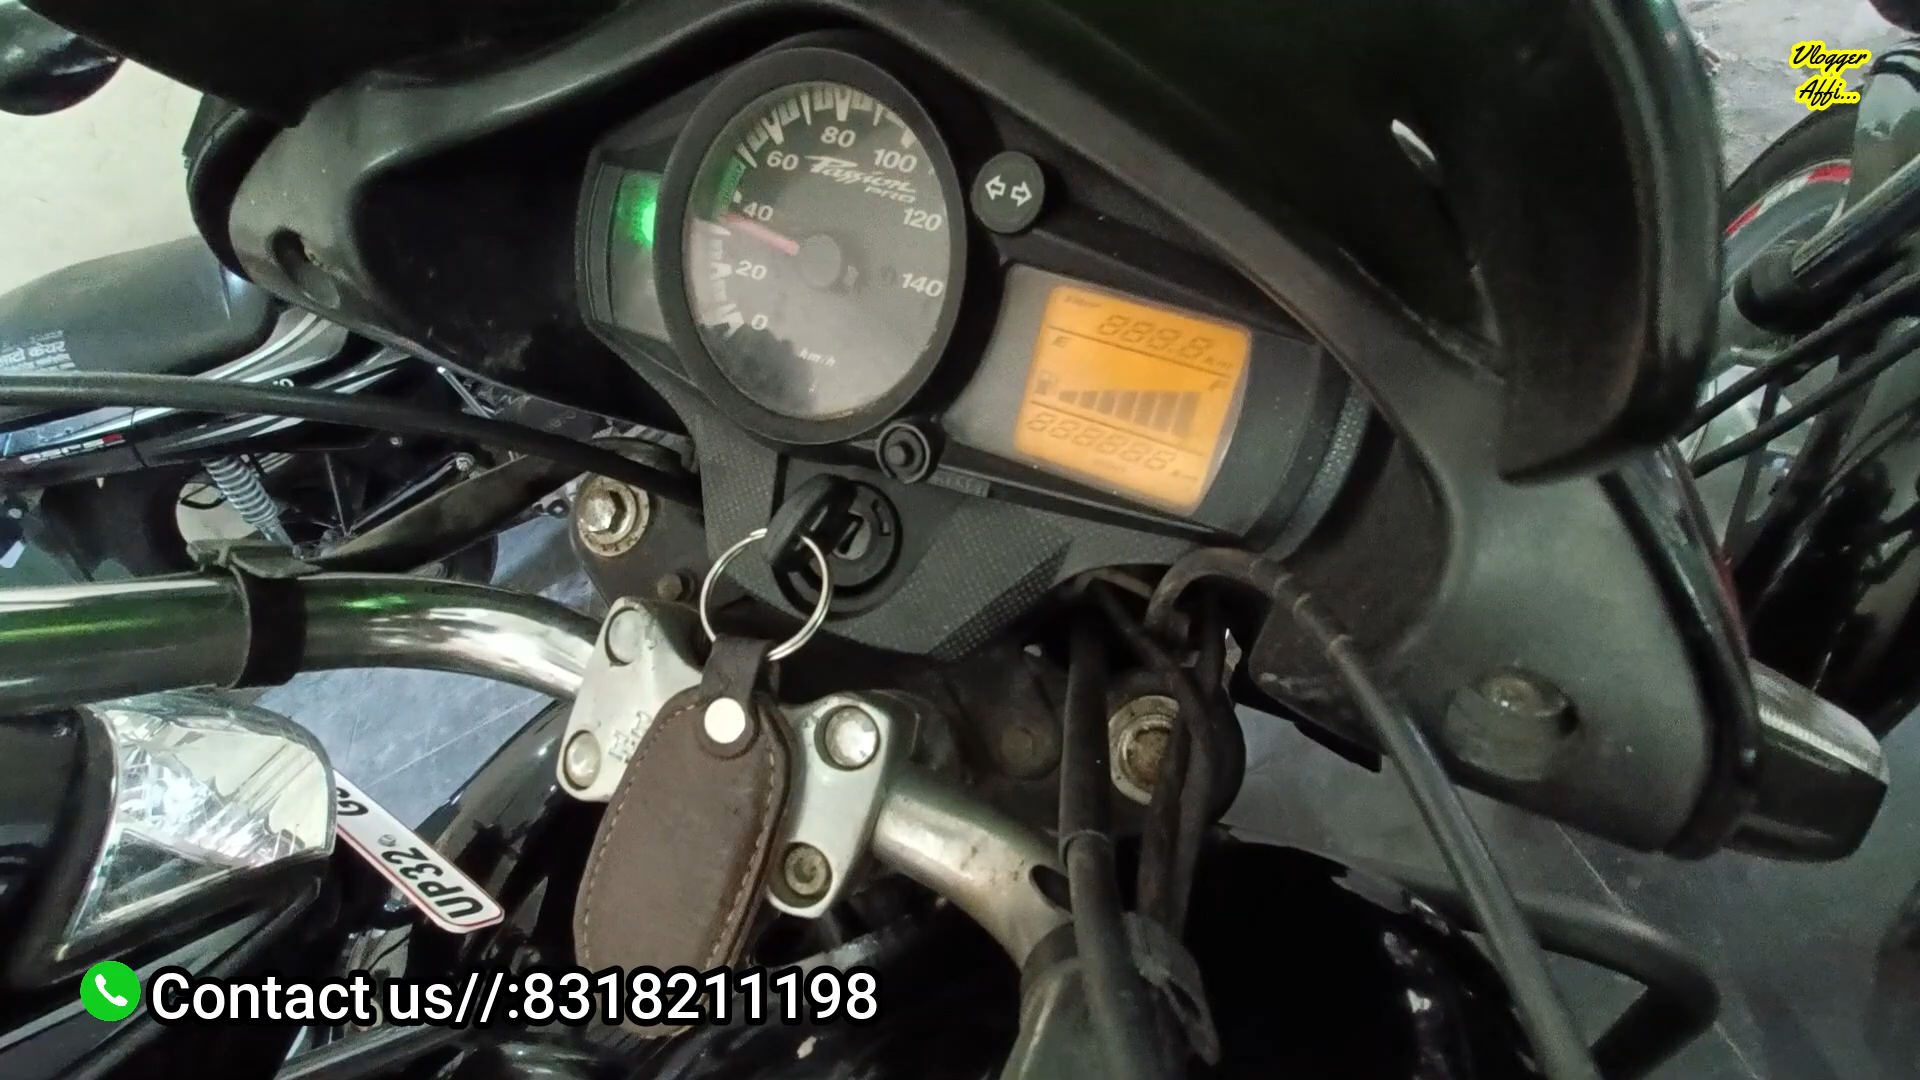 Vlogger
Affi...
80
60
100
Passion
PRO
40
120
20
140
0
km/h
888.8
E
F
888888
UP32
Contact us//:8318211198